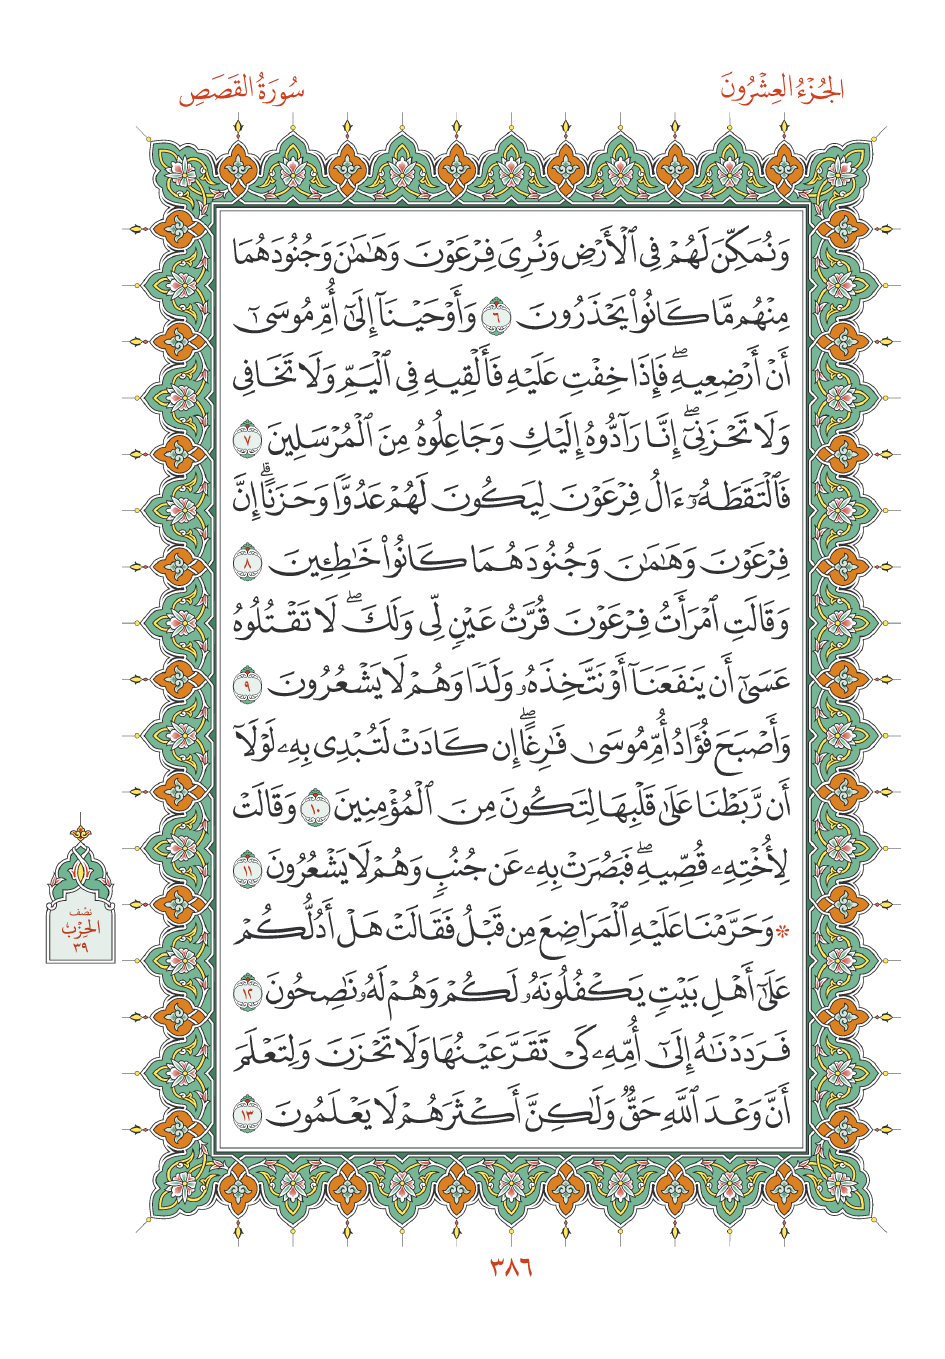 الجُزْءُ العِشْرُونَ
سُورَةُ القَصَصِ
وَنُمَكِّنَ لَهُمْ فِي ٱلْأَرْضِ وَنُرِيَ فِرْعَوْنَ وَهَٰمَٰنَ وَجُنُودَهُمَا
مِنْهُم مَّا كَانُوا۟ يَحْذَرُونَ ٦ وَأَوْحَيْنَآ إِلَىٰٓ أُمِّ مُوسَىٰٓ
أَنْ أَرْضِعِيهِ ۖ فَإِذَا خِفْتِ عَلَيْهِ فَأَلْقِيهِ فِي ٱلْيَمِّ وَلَا تَخَافِي
وَلَا تَحْزَنِيٓ ۖ إِنَّا رَآدُّوهُ إِلَيْكِ وَجَاعِلُوهُ مِنَ ٱلْمُرْسَلِينَ ٧
فَٱلْتَقَطَهُۥٓ ءَالُ فِرْعَوْنَ لِيَكُونَ لَهُمْ عَدُوًّا وَحَزَنًا ۗ إِنَّ
فِرْعَوْنَ وَهَٰمَٰنَ وَجُنُودَهُمَا كَانُوا۟ خَٰطِـِٔينَ ٨
وَقَالَتِ ٱمْرَأَتُ فِرْعَوْنَ قُرَّتُ عَيْنٍ لِّي وَلَكَ ۖ لَا تَقْتُلُوهُ
عَسَىٰٓ أَن يَنفَعَنَآ أَوْ نَتَّخِذَهُۥ وَلَدًا وَهُمْ لَا يَشْعُرُونَ ٩
وَأَصْبَحَ فُؤَادُ أُمِّ مُوسَىٰ فَٰرِغًا ۖ إِن كَادَتْ لَتُبْدِي بِهِۦ لَوْلَآ
أَن رَّبَطْنَا عَلَىٰ قَلْبِهَا لِتَكُونَ مِنَ ٱلْمُؤْمِنِينَ ١٠ وَقَالَتْ
لِأُخْتِهِۦ قُصِّيهِ ۖ فَبَصُرَتْ بِهِۦ عَن جُنُبٍ وَهُمْ لَا يَشْعُرُونَ ١١
۞ وَحَرَّمْنَا عَلَيْهِ ٱلْمَرَاضِعَ مِن قَبْلُ فَقَالَتْ هَلْ أَدُلُّكُمْ
عَلَىٰٓ أَهْلِ بَيْتٍ يَكْفُلُونَهُۥ لَكُمْ وَهُمْ لَهُۥ نَٰصِحُونَ ١٢
فَرَدَدْنَٰهُ إِلَىٰٓ أُمِّهِۦ كَيْ تَقَرَّ عَيْنُهَا وَلَا تَحْزَنَ وَلِتَعْلَمَ
أَنَّ وَعْدَ ٱللَّهِ حَقٌّ وَلَٰكِنَّ أَكْثَرَهُمْ لَا يَعْلَمُونَ ١٣
نصْف
الحِزْبُ
٣٩
٣٨٦